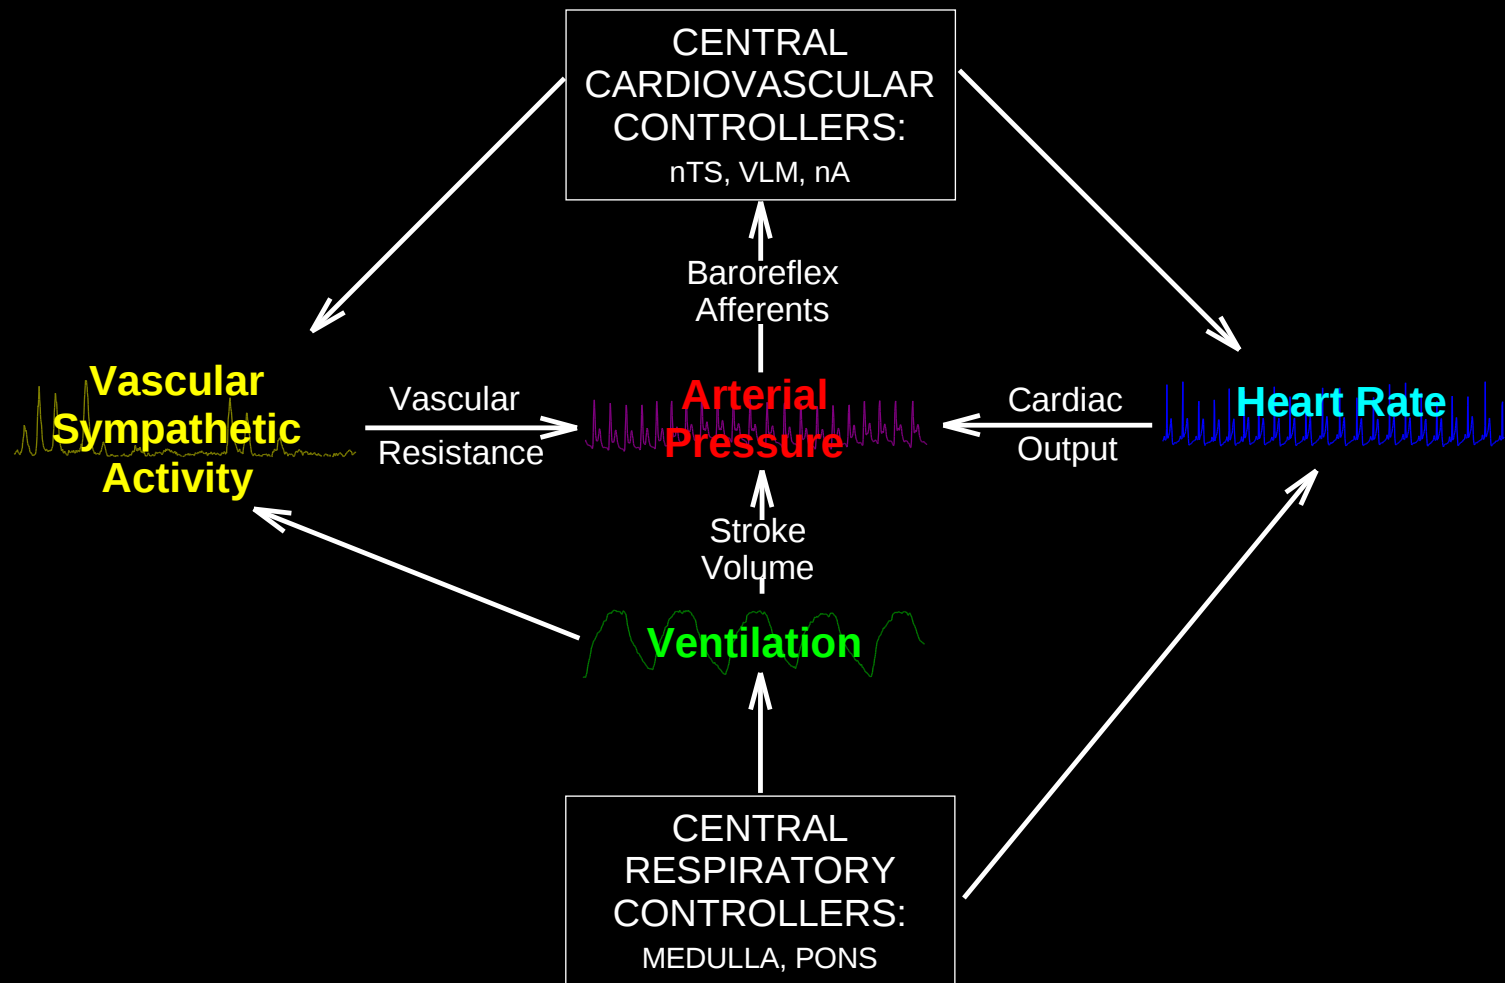 CENTRAL
CARDIOVASCULAR
CONTROLLERS:
nTS, VLM, nA
Baroreflex
Afferents
Vascular
Sympathetic
Activity
Vascular
Resistance
Arterial
Pressure
Cardiac
Output
Heart Rate
Stroke
Volume
Ventilation
CENTRAL
RESPIRATORY
CONTROLLERS:
MEDULLA, PONS